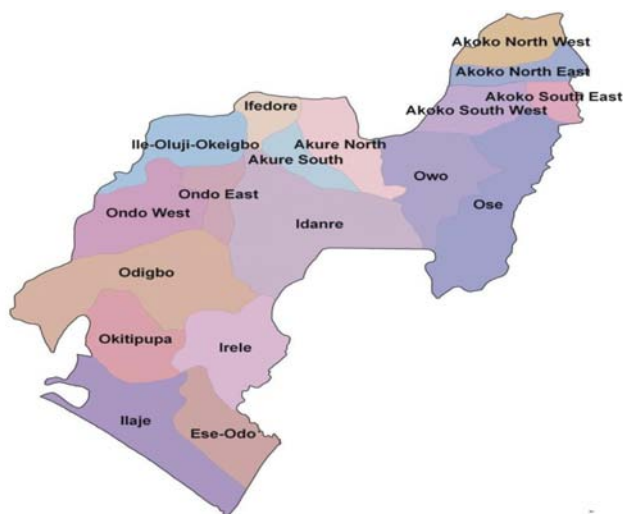 Akoko North West
Akoko North East
Akoko South East
Akoko South West
Ifedore
Ile-Oluji-Okeigbo
Akure North
Akure South
Owo
Ondo East
Ose
Ondo West
Idanre
Odigbo
Okitipupa
Irele
Ilaje
Ese-Odo